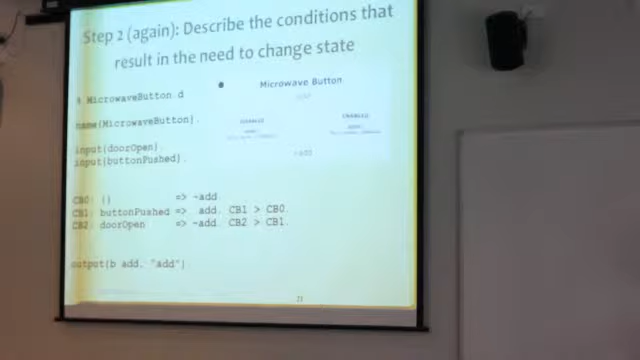 Step 2 (again): Describe the conditions that
result in the need to change state
% MicrowaveButton.d
name(MicrowaveButton).
input(doorOpen).
input(buttonPushed).
Microwave Button
CB0: {} => ~add.
CB1: buttonPushed => add. CB1 > CB0.
CB2: doorOpen => ~add. CB2 > CB1.
output(b add, "add").
21